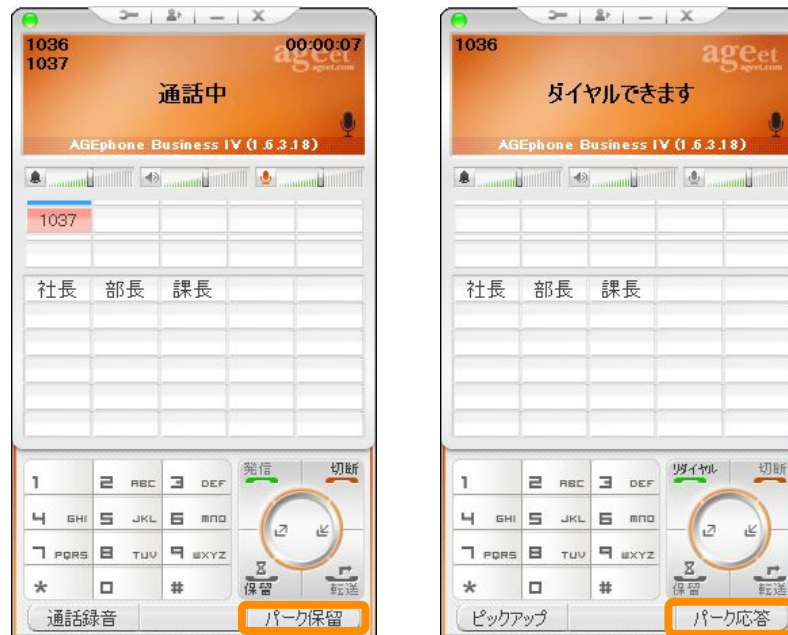 1036 00:00:07
1037
ageet
ageet.com
通話中
AGEphone Business IV (1.6.3.18)
1037
社長 部長 課長
発信 切断
1 2 ABC 3 DEF
4 GHI 5 JKL 6 MNO
7 PQRS 8 TUV 9 WXYZ
* 0 #
保留 転送
通話録音 パーク保留
1036
ageet
ageet.com
ダイヤルできます
AGEphone Business IV (1.6.3.18)
社長 部長 課長
リダイヤル 切断
1 2 ABC 3 DEF
4 GHI 5 JKL 6 MNO
7 PQRS 8 TUV 9 WXYZ
* 0 #
保留 転送
ピックアップ パーク応答